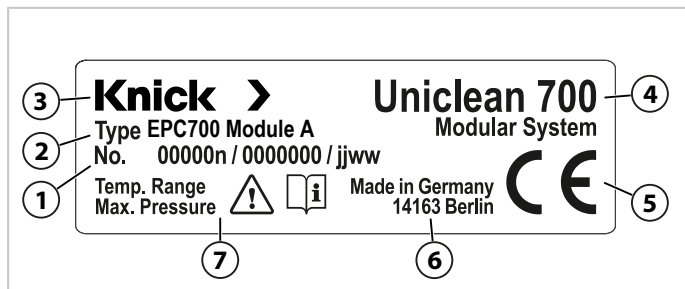 Knick
Uniclean 700
Modular System
Type EPC700 Module A
No. 00000n / 0000000 / jjww
Temp. Range
Max. Pressure
i
Made in Germany
14163 Berlin
CE
3
2
1
4
5
7
6